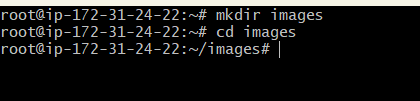 root@ip-172-31-24-22:~# mkdir images
root@ip-172-31-24-22:~# cd images
root@ip-172-31-24-22:~/images#